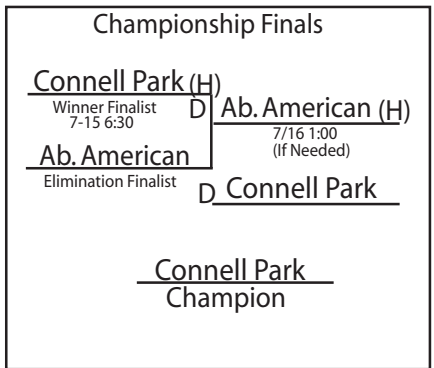 Championship Finals
Connell Park (H)
Winner Finalist
7-15 6:30
D
Ab. American (H)
7/16 1:00
(If Needed)
Ab. American
Elimination Finalist
D Connell Park
Connell Park
Champion